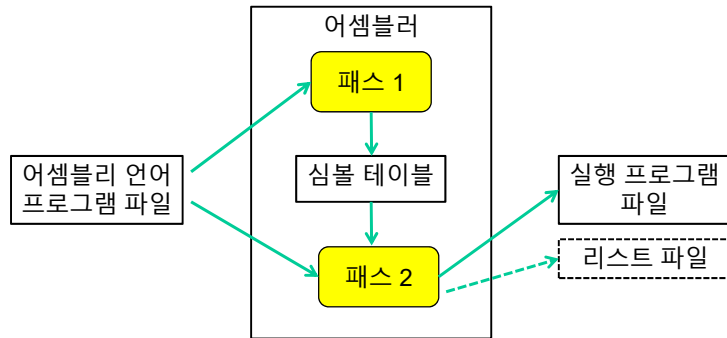 어셈블러
패스 1
어셈블리 언어
프로그램 파일
심볼 테이블
실행 프로그램
파일
패스 2
리스트 파일